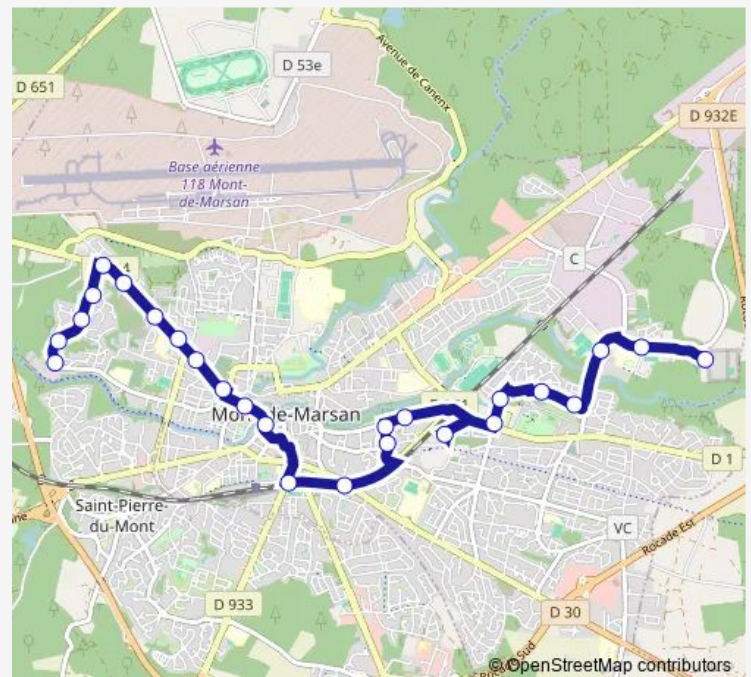 D 53e
D 651
Avenue de Canenx
D 932E
Base aérienne
118 Mont-
de-Marsan
C
de-Marsan
D 1
Saint-Pierre-
du-Mont
VC
Rocade Est
D 933
D 30
© OpenStreetMap contributors